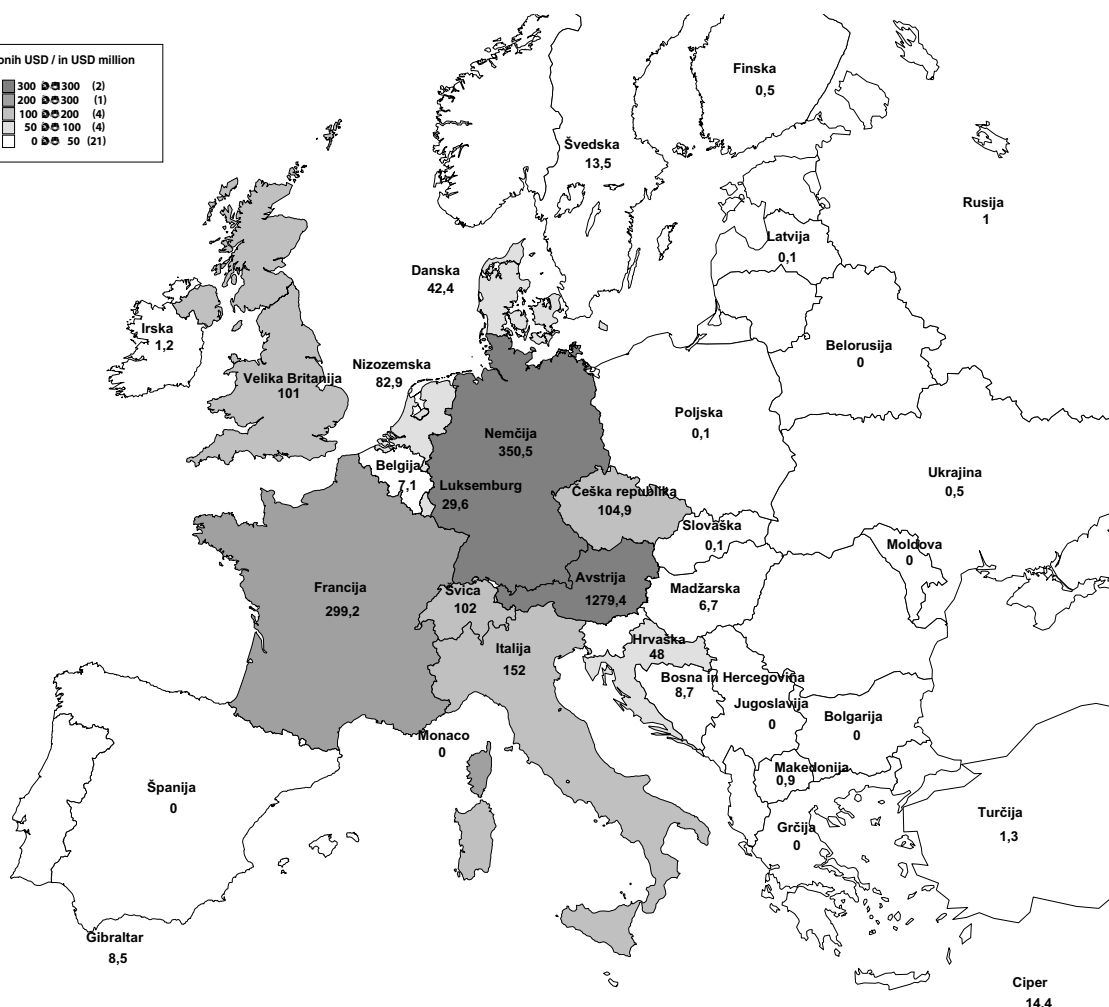 onih USD / in USD million
300 1300 (2)
200 300 (1)
100 200 (4)
50 100 (4)
0 50 (21)
Finska
0,5
Švedska
13,5
Rusija
1
Latvija
0,1
Danska
42,4
Irska
1,2
Belorusija
0
Nizozemska
82,9
Velika Britanija
101
Poljska
0,1
Nemčija
350,5
Belgija
7,1
Ukrajina
0,5
Luksemburg
29,6
Češka republika
104,9
Slovaška
0,1
Moldova
0
Avstrija
1279,4
Francija
299,2
Švica
102
Madžarska
6,7
Italija
152
Hrvaška
48
Bosna in Hercegovina
8,7
Jugoslavija
0
Bolgarija
0
Monaco
0
Makedonija
0,9
Španija
0
Turčija
1,3
Grčija
0
Gibraltar
8,5
Ciper
14,4